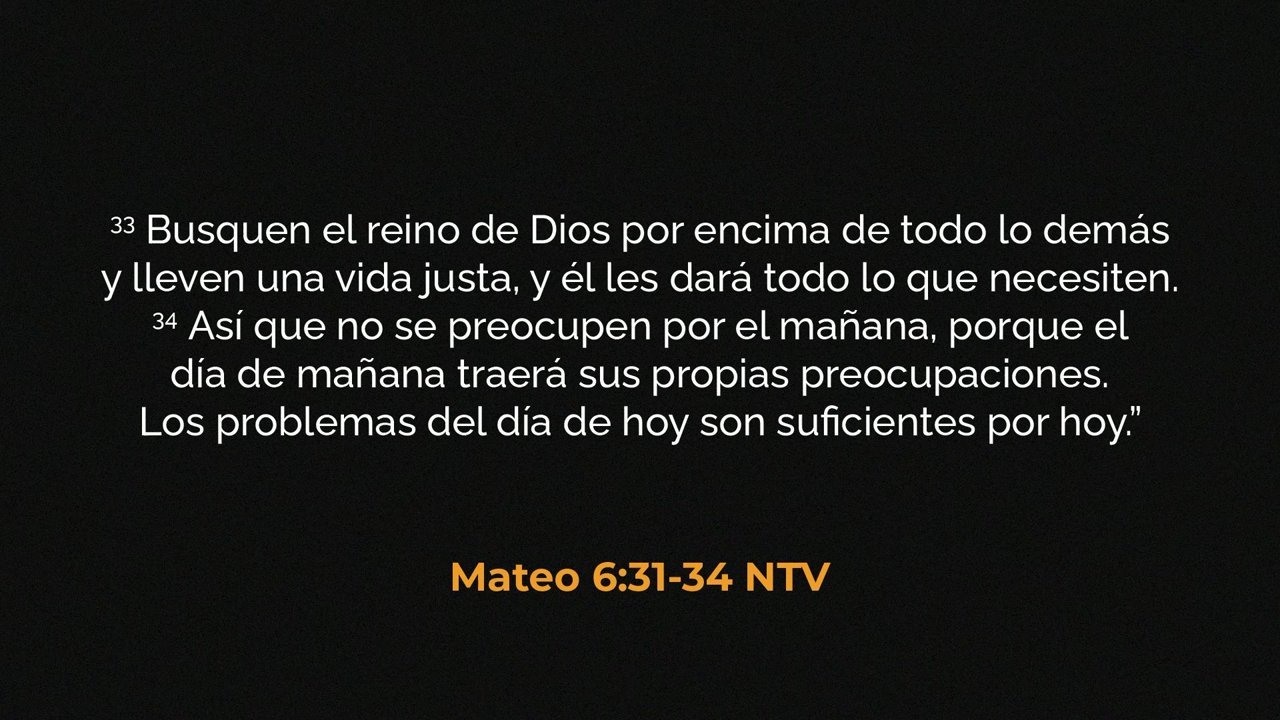 ³³ Busquen el reino de Dios por encima de todo lo demás
y lleven una vida justa, y él les dará todo lo que necesiten.
³⁴ Así que no se preocupen por el mañana, porque el
día de mañana traerá sus propias preocupaciones.
Los problemas del día de hoy son suficientes por hoy.”
Mateo 6:31-34 NTV